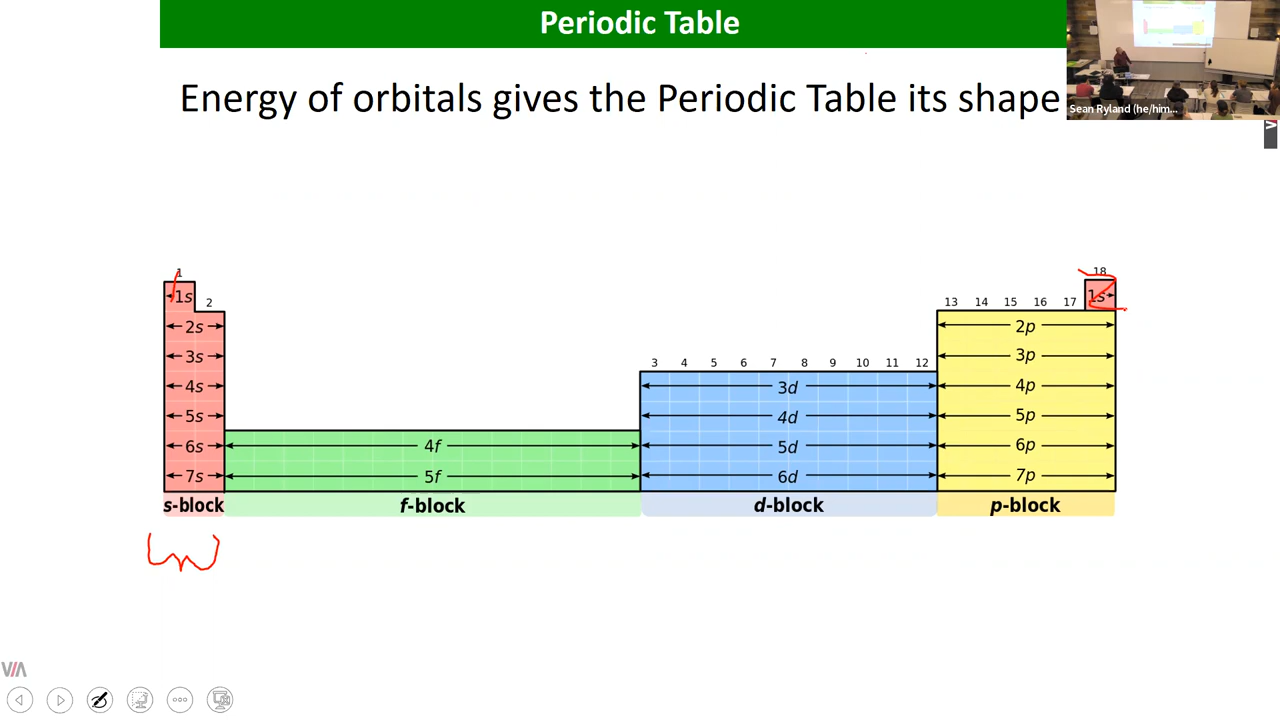 Periodic Table
Energy of orbitals gives the Periodic Table its shape
Sean Ryland (he/him...
1
18
1s
2
13 14 15 16 17
1s
2s
2p
3s
3 4 5 6 7 8 9 10 11 12
3p
4s
3d
4p
5s
4d
5p
6s
4f
5d
6p
7s
5f
6d
7p
s-block
f-block
d-block
p-block
VIA